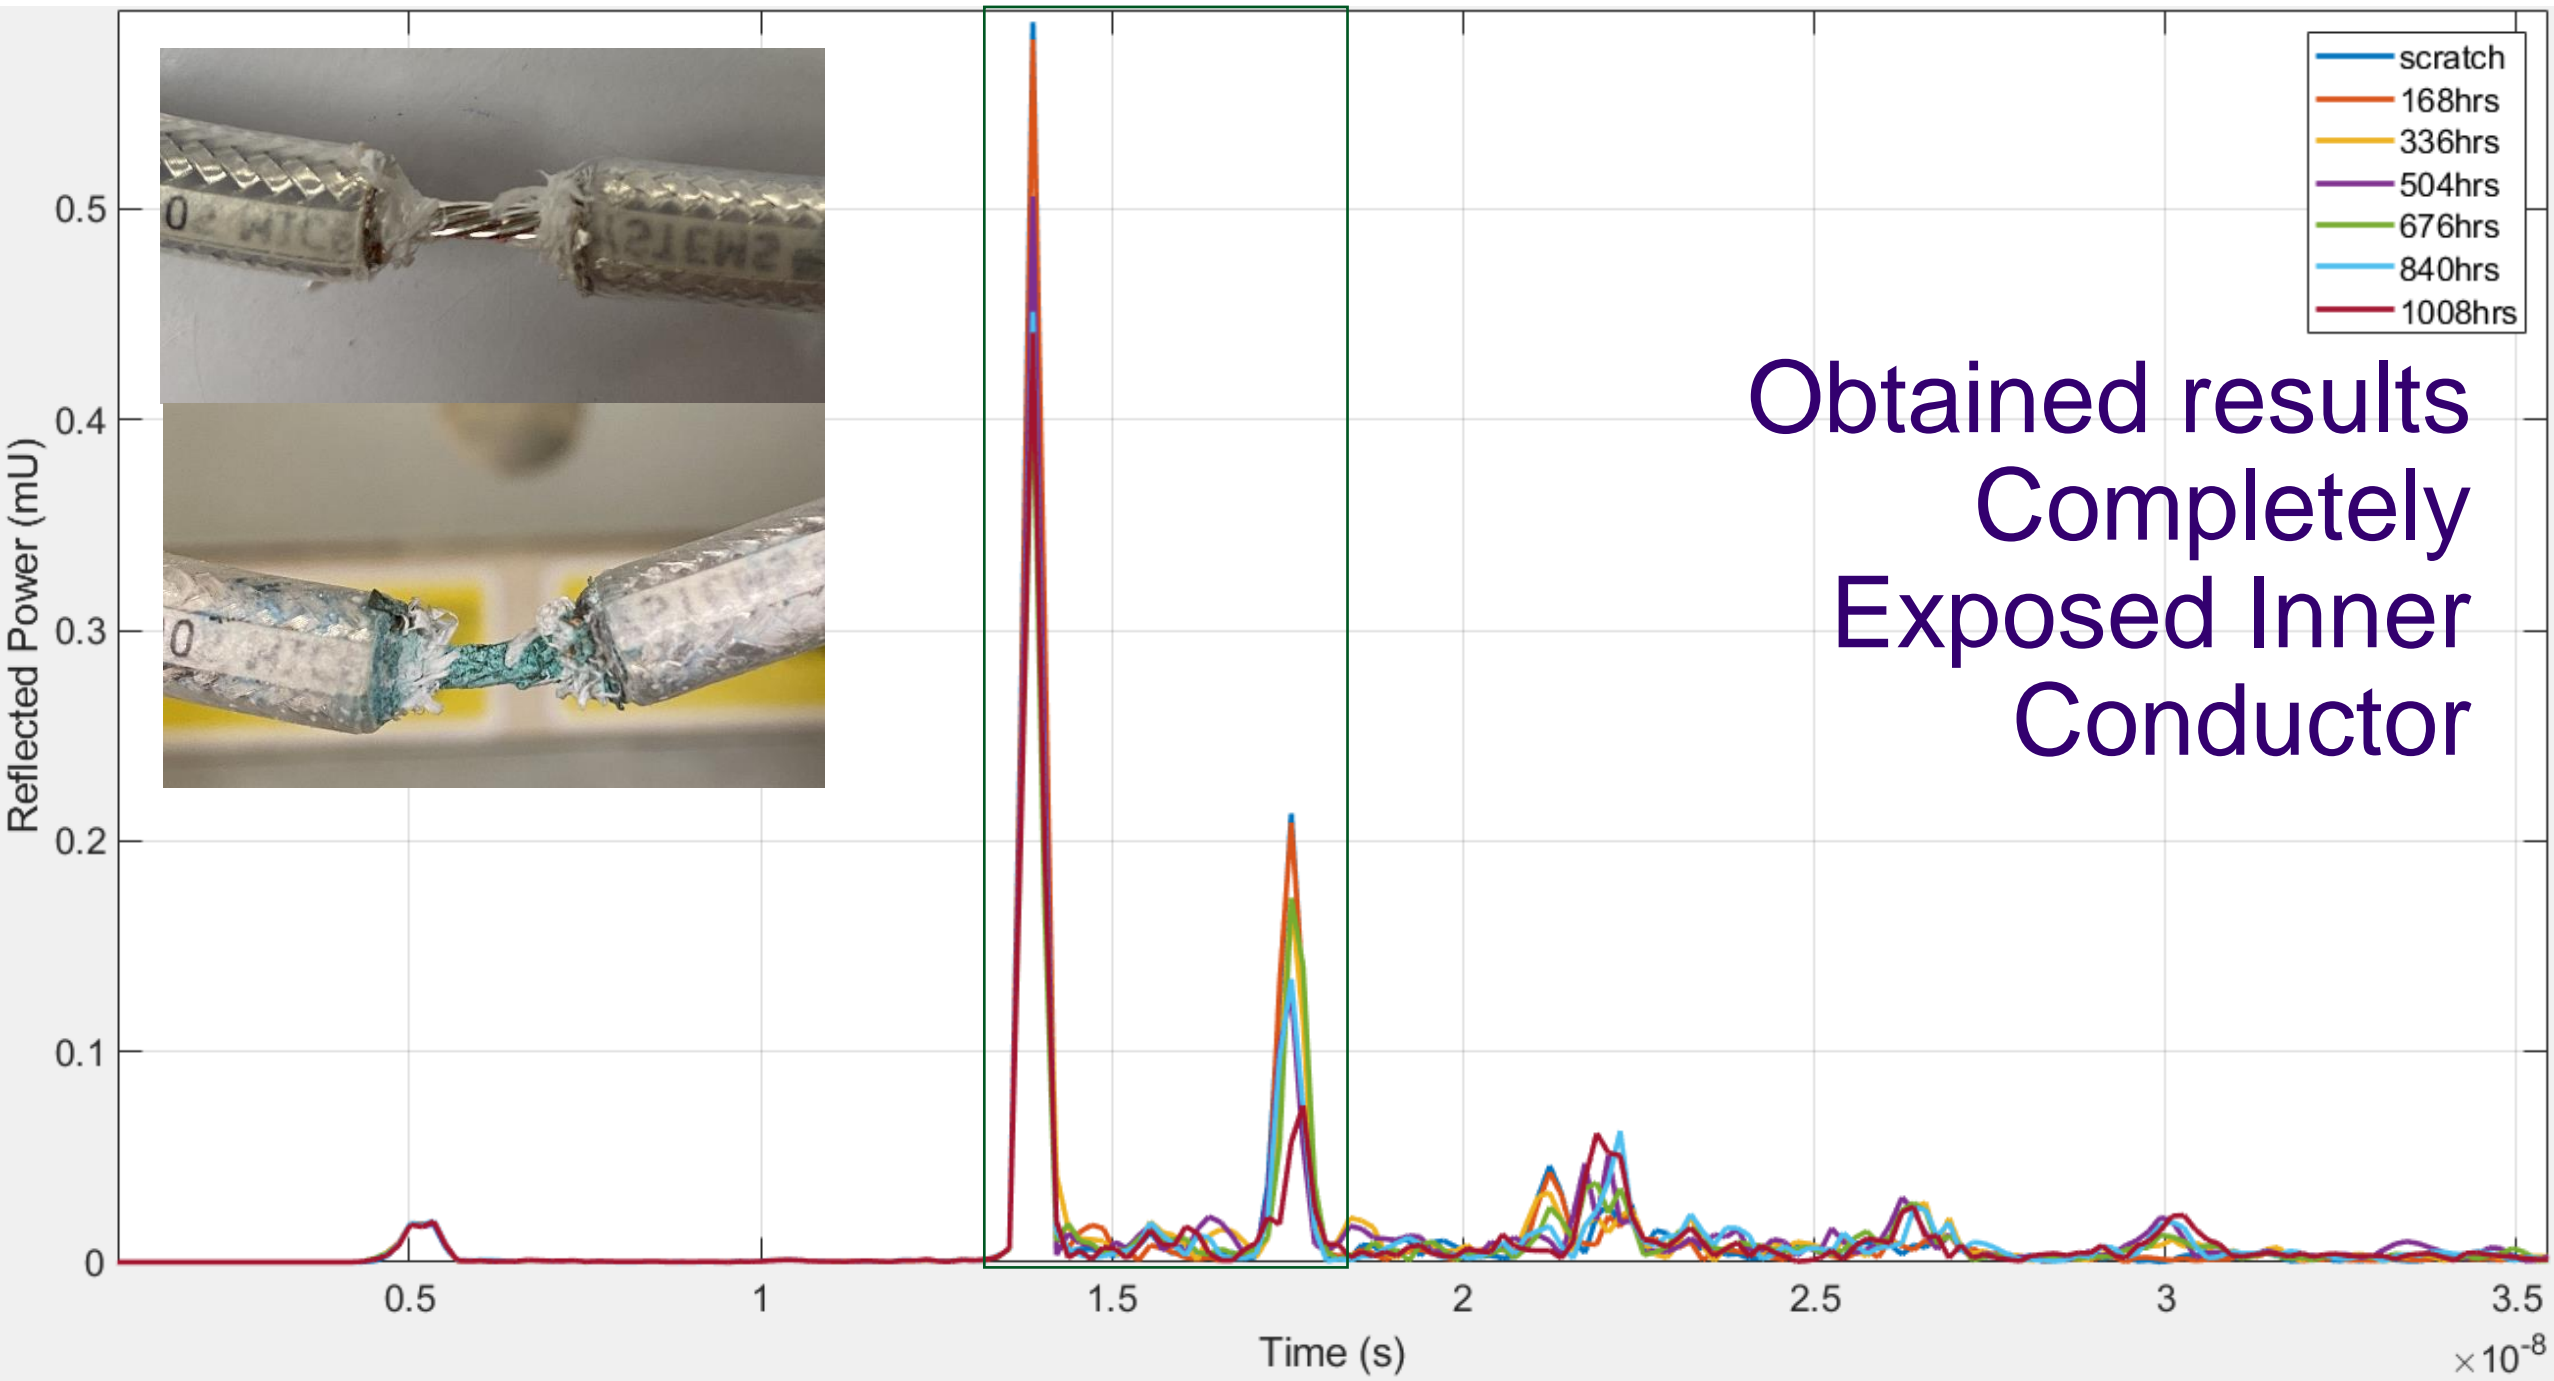 scratch
168hrs
336hrs
504hrs
676hrs
840hrs
1008hrs
Obtained results
Completely
Exposed Inner
Conductor
Reflected Power (mU)
0.5
0.4
0.3
0.2
0.1
0
0.5
1
1.5
2
2.5
3
3.5
Time (s)
×10-8
0
0